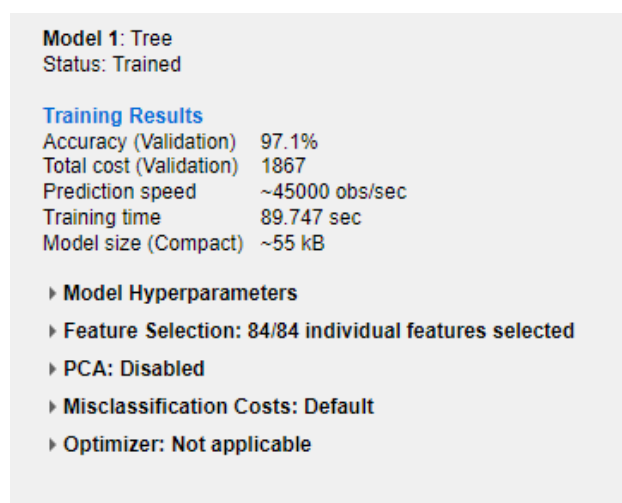 Model 1: Tree
Status: Trained
Training Results
Accuracy (Validation) 97.1%
Total cost (Validation) 1867
Prediction speed ~45000 obs/sec
Training time 89.747 sec
Model size (Compact) ~55 kB
Model Hyperparameters
Feature Selection: 84/84 individual features selected
PCA: Disabled
Misclassification Costs: Default
Optimizer: Not applicable